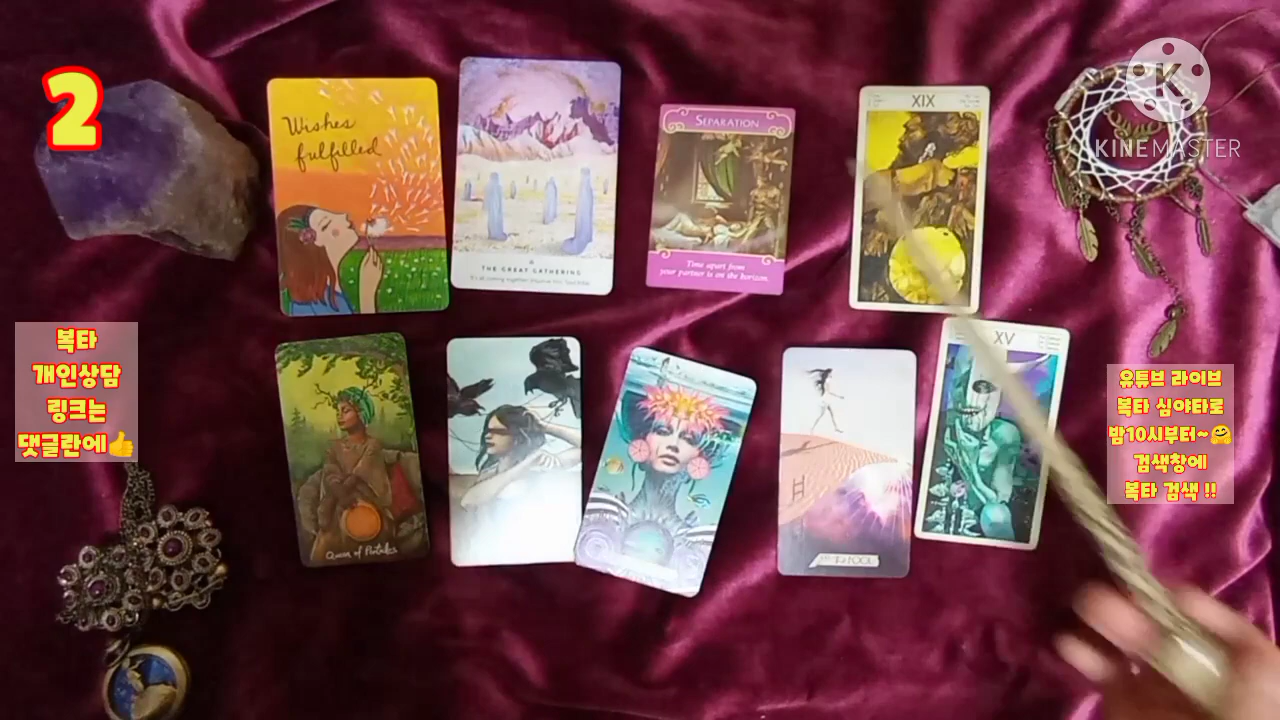 2
Wishes
fulfilled
THE GREAT GATHERING
SEPARATION
Time apart from
your partner is on the horizon.
XIX
KINEMASTER
복타
개인상담
링크는
댓글란에👍
Queen of Pentacles
FOOL
XV
유튜브 라이브
복타 심야타로
밤10시부터~🤗
검색창에
복타 검색 !!